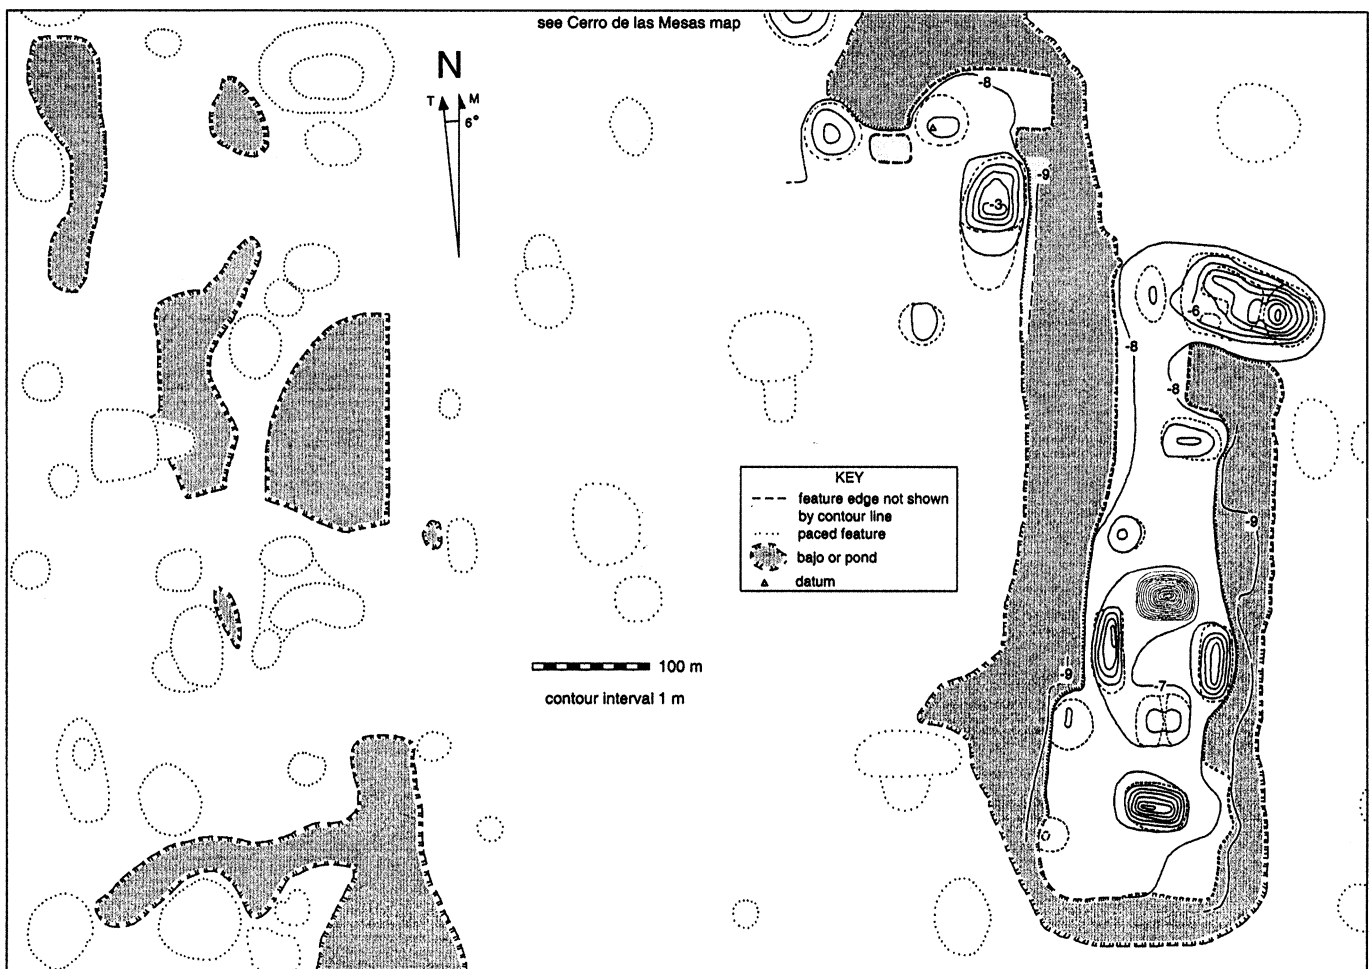 see Cerro de las Mesas map
N
T M
6°
-8
-9
-3
-6
-8
-8
KEY
feature edge not shown
by contour line
paced feature
bajo or pond
datum
-9
100 m
contour interval 1 m
-9
-7